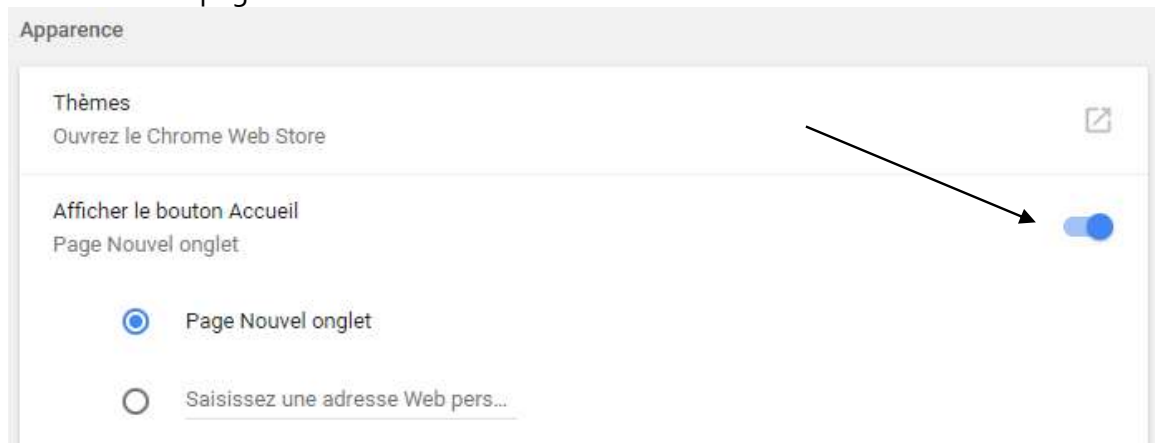 Apparence
Thèmes
Ouvrez le Chrome Web Store
Afficher le bouton Accueil
Page Nouvel onglet
Page Nouvel onglet
Saisissez une adresse Web pers...